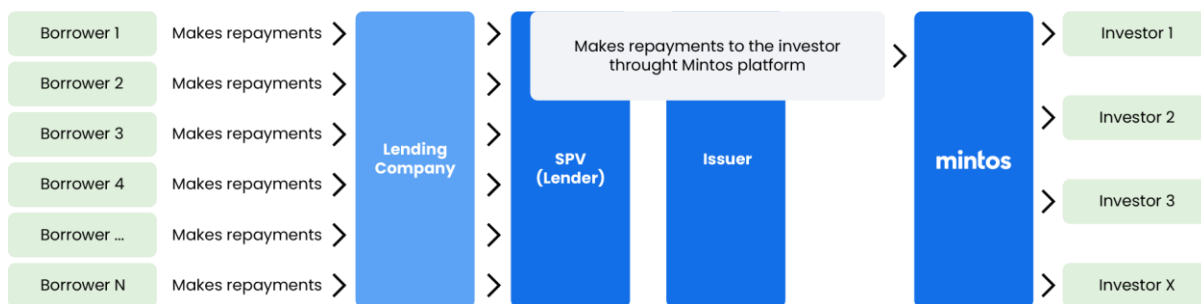 Borrower 1
Makes repayments
Borrower 2
Makes repayments
Borrower 3
Makes repayments
Borrower 4
Makes repayments
Borrower ...
Makes repayments
Borrower N
Makes repayments
Lending
Company
SPV
(Lender)
Issuer
Makes repayments to the investor
throught Mintos platform
mintos
Investor 1
Investor 2
Investor 3
Investor X